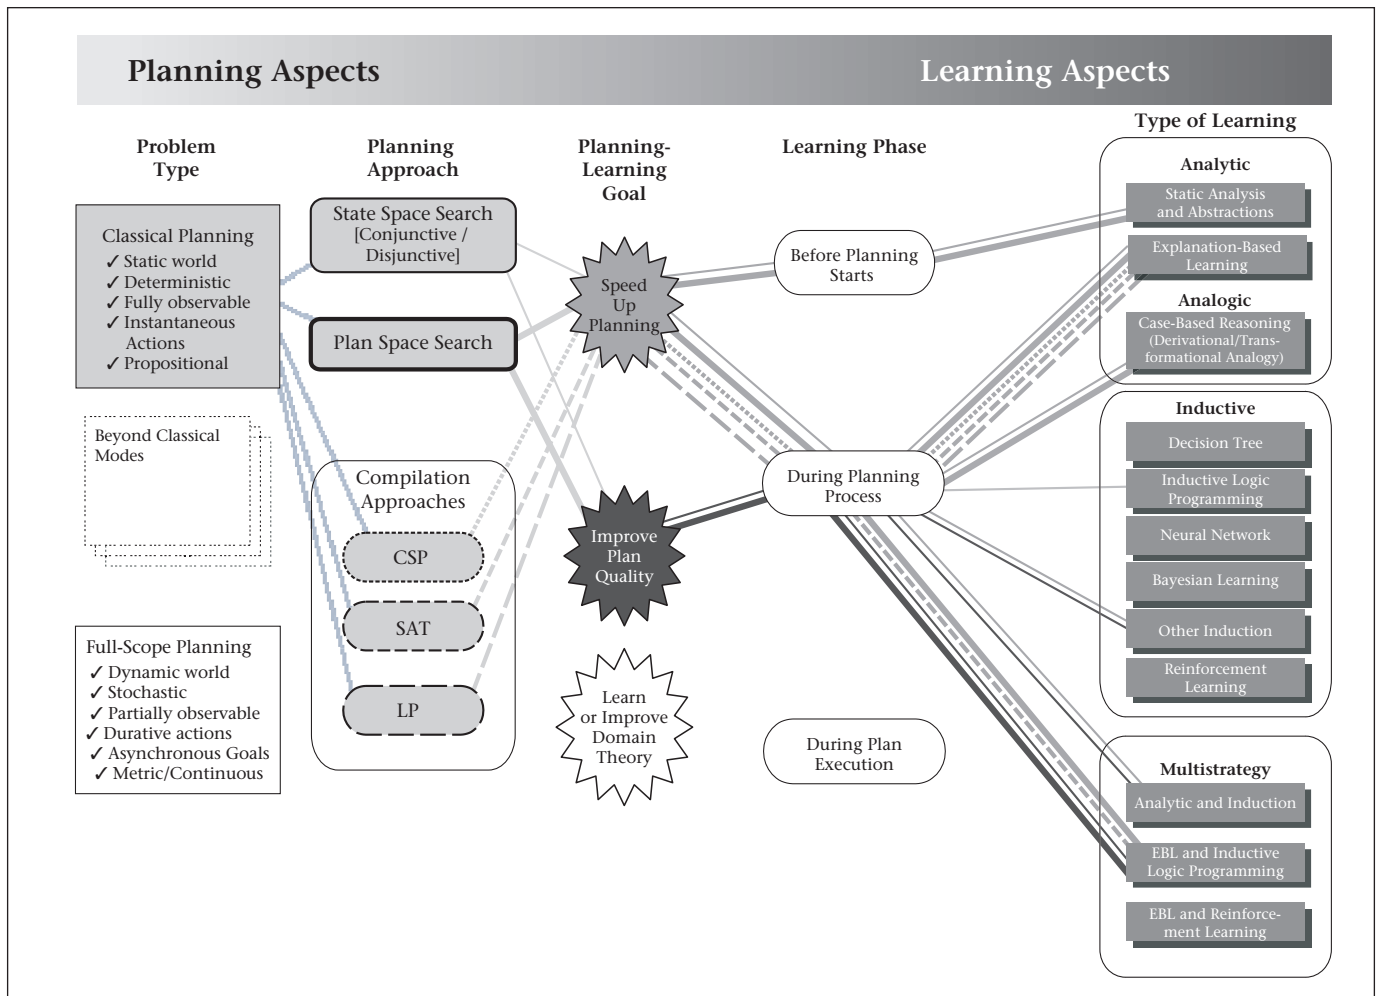 Planning Aspects
Learning Aspects
Problem
Type
Planning
Approach
Planning-
Learning
Goal
Learning Phase
Type of Learning
Classical Planning
✓ Static world
✓ Deterministic
✓ Fully observable
✓ Instantaneous
Actions
✓ Propositional
Beyond Classical
Modes
Full-Scope Planning
✓ Dynamic world
✓ Stochastic
✓ Partially observable
✓ Durative actions
✓ Asynchronous Goals
✓ Metric/Continuous
State Space Search
[Conjunctive /
Disjunctive]
Plan Space Search
Compilation
Approaches
CSP
SAT
LP
Speed
Up
Planning
Improve
Plan
Quality
Learn
or Improve
Domain
Theory
Before Planning
Starts
During Planning
Process
During Plan
Execution
Analytic
Static Analysis
and Abstractions
Explanation-Based
Learning
Analogic
Case-Based Reasoning
(Derivational/Trans-
formational Analogy)
Inductive
Decision Tree
Inductive Logic
Programming
Neural Network
Bayesian Learning
Other Induction
Reinforcement
Learning
Multistrategy
Analytic and Induction
EBL and Inductive
Logic Programming
EBL and Reinforce-
ment Learning